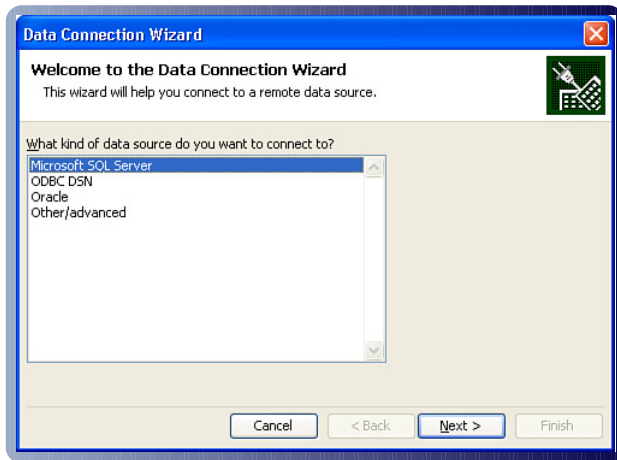 Data Connection Wizard
Welcome to the Data Connection Wizard
This wizard will help you connect to a remote data source.
What kind of data source do you want to connect to?
Microsoft SQL Server
ODBC DSN
Oracle
Other/advanced
Cancel
< Back
Next >
Finish